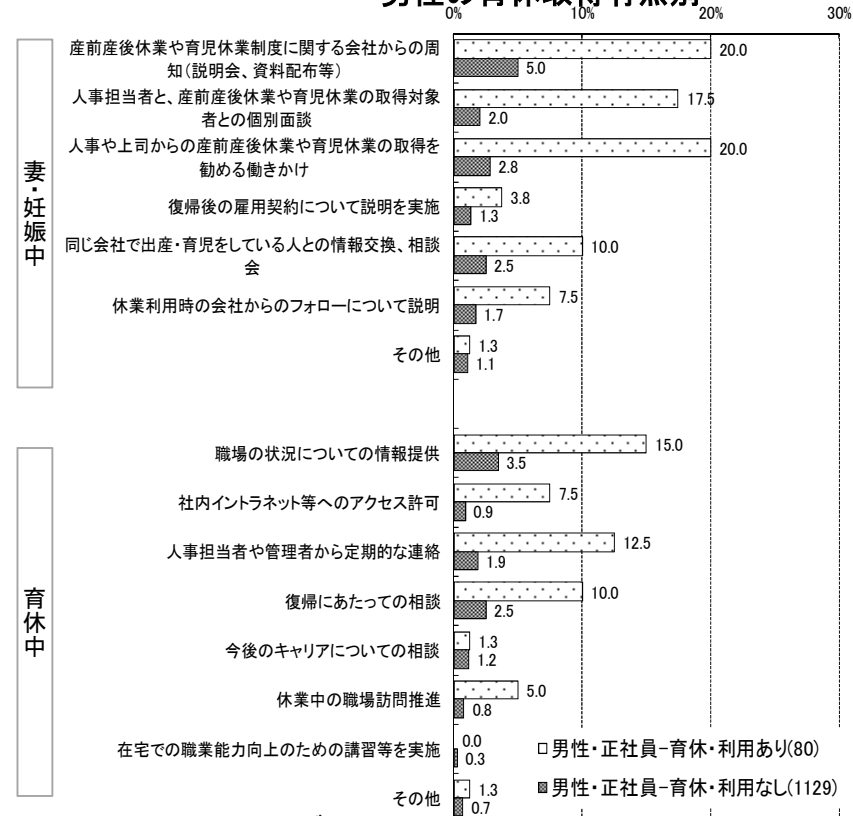 男性の育休取得有無別
0% 10% 20% 30%
妻・妊娠中
産前産後休業や育児休業制度に関する会社からの周
知(説明会、資料配布等)
20.0
5.0
人事担当者と、産前産後休業や育児休業の取得対象
者との個別面談
17.5
2.0
人事や上司からの産前産後休業や育児休業の取得を
勧める働きかけ
20.0
2.8
復帰後の雇用契約について説明を実施
3.8
1.3
同じ会社で出産・育児をしている人との情報交換、相談
会
10.0
2.5
休業利用時の会社からのフォローについて説明
7.5
1.7
その他
1.3
1.1
育休中
職場の状況についての情報提供
15.0
3.5
社内イントラネット等へのアクセス許可
7.5
0.9
人事担当者や管理者から定期的な連絡
12.5
1.9
復帰にあたっての相談
10.0
2.5
今後のキャリアについての相談
1.3
1.2
休業中の職場訪問推進
5.0
0.8
在宅での職業能力向上のための講習等を実施
0.0
0.3
その他
1.3
0.7
男性・正社員-育休・利用あり(80)
男性・正社員-育休・利用なし(1129)